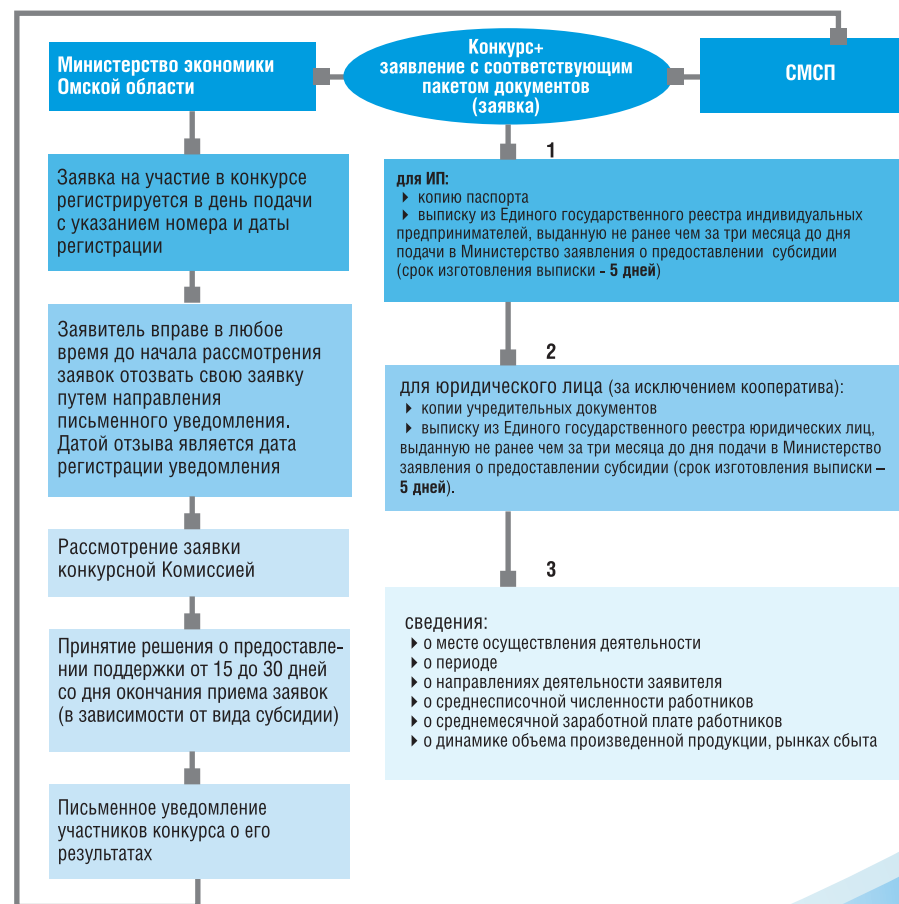 Министерство экономики
Омской области
Конкурс+
заявление с соответствующим
пакетом документов
(заявка)
СМСП
Заявка на участие в конкурсе
регистрируется в день подачи
с указанием номера и даты
регистрации
Заявитель вправе в любое
время до начала рассмотрения
заявок отозвать свою заявку
путем направления
письменного уведомления.
Датой отзыва является дата
регистрации уведомления
Рассмотрение заявки
конкурсной Комиссией
Принятие решения о предоставле-
нии поддержки от 15 до 30 дней
со дня окончания приема заявок
(в зависимости от вида субсидии)
Письменное уведомление
участников конкурса о его
результатах
1
для ИП:
копию паспорта
выписку из Единого государственного реестра индивидуальных
предпринимателей, выданную не ранее чем за три месяца до дня
подачи в Министерство заявления о предоставлении субсидии
(срок изготовления выписки - 5 дней)
2
для юридического лица (за исключением кооператива):
копии учредительных документов
выписку из Единого государственного реестра юридических лиц,
выданную не ранее чем за три месяца до дня подачи в Министерство
заявления о предоставлении субсидии (срок изготовления выписки –
5 дней).
3
сведения:
о месте осуществления деятельности
о периоде
о направлениях деятельности заявителя
о среднесписочной численности работников
о среднемесячной заработной плате работников
о динамике объема произведенной продукции, рынках сбыта